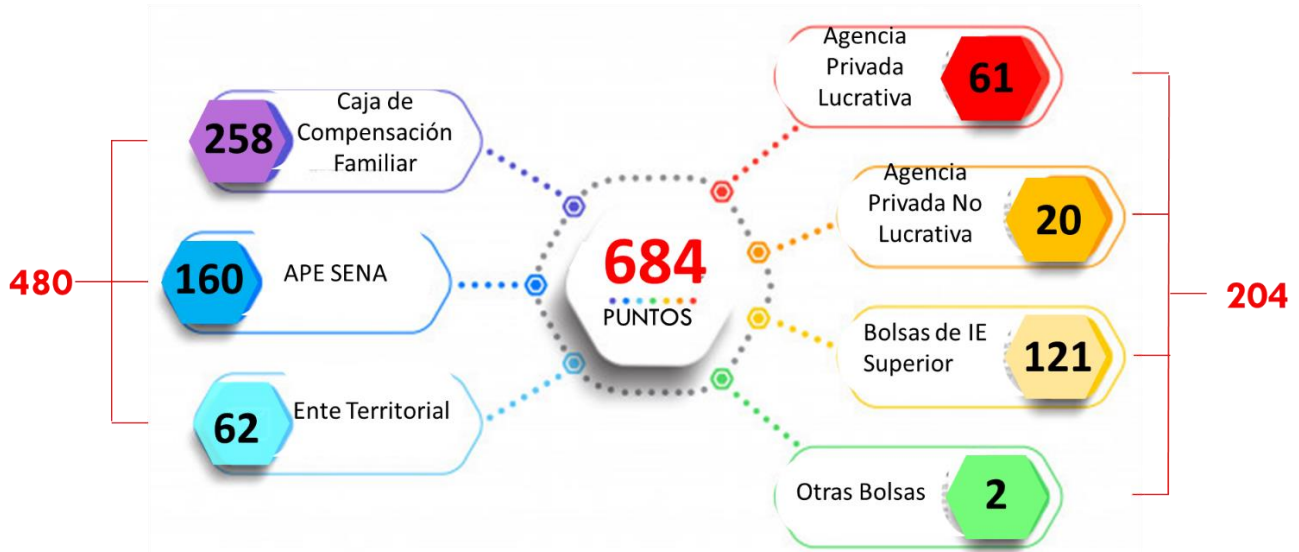 480
258
Caja de
Compensación
Familiar
160
APE SENA
62
Ente Territorial
684
PUNTOS
Agencia
Privada
Lucrativa
61
Agencia
Privada No
Lucrativa
20
Bolsas de IE
Superior
121
Otras Bolsas
2
204